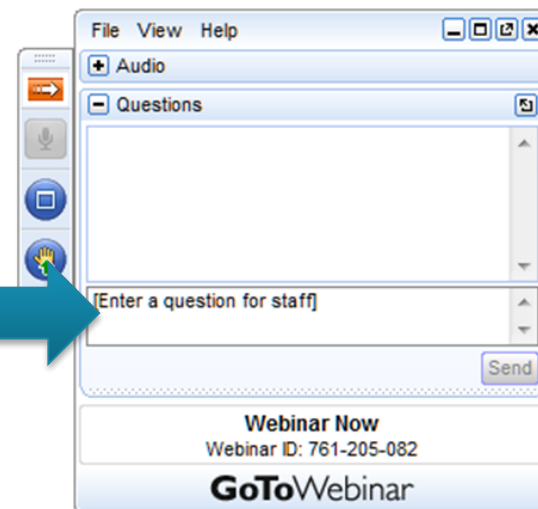 File View Help
Audio
Questions
[Enter a question for staff]
Send
Webinar Now
Webinar ID: 761-205-082
GoToWebinar